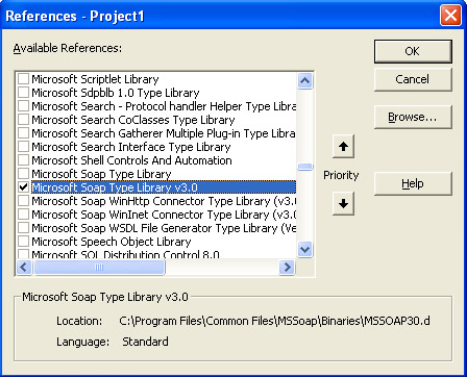 References - Project1
Available References:
OK
Cancel
Browse...
Help
Priority
Microsoft Scriptlet Library
Microsoft Sdpblb 1.0 Type Library
Microsoft Search - Protocol handler Helper Type Libra
Microsoft Search CoClasses Type Library
Microsoft Search Gatherer Multiple Plug-in Type Libra
Microsoft Search Interface Type Library
Microsoft Shell Controls And Automation
Microsoft Soap Type Library
Microsoft Soap Type Library v3.0
Microsoft Soap WinHttp Connector Type Library (v3.
Microsoft Soap WinInet Connector Type Library (v3.0
Microsoft Soap WSDL File Generator Type Library (Ve
Microsoft Speech Object Library
Microsoft SQL Distribution Control 8.0
Microsoft Soap Type Library v3.0
Location: C:\Program Files\Common Files\MSSoap\Binaries\MSSOAP30.d
Language: Standard